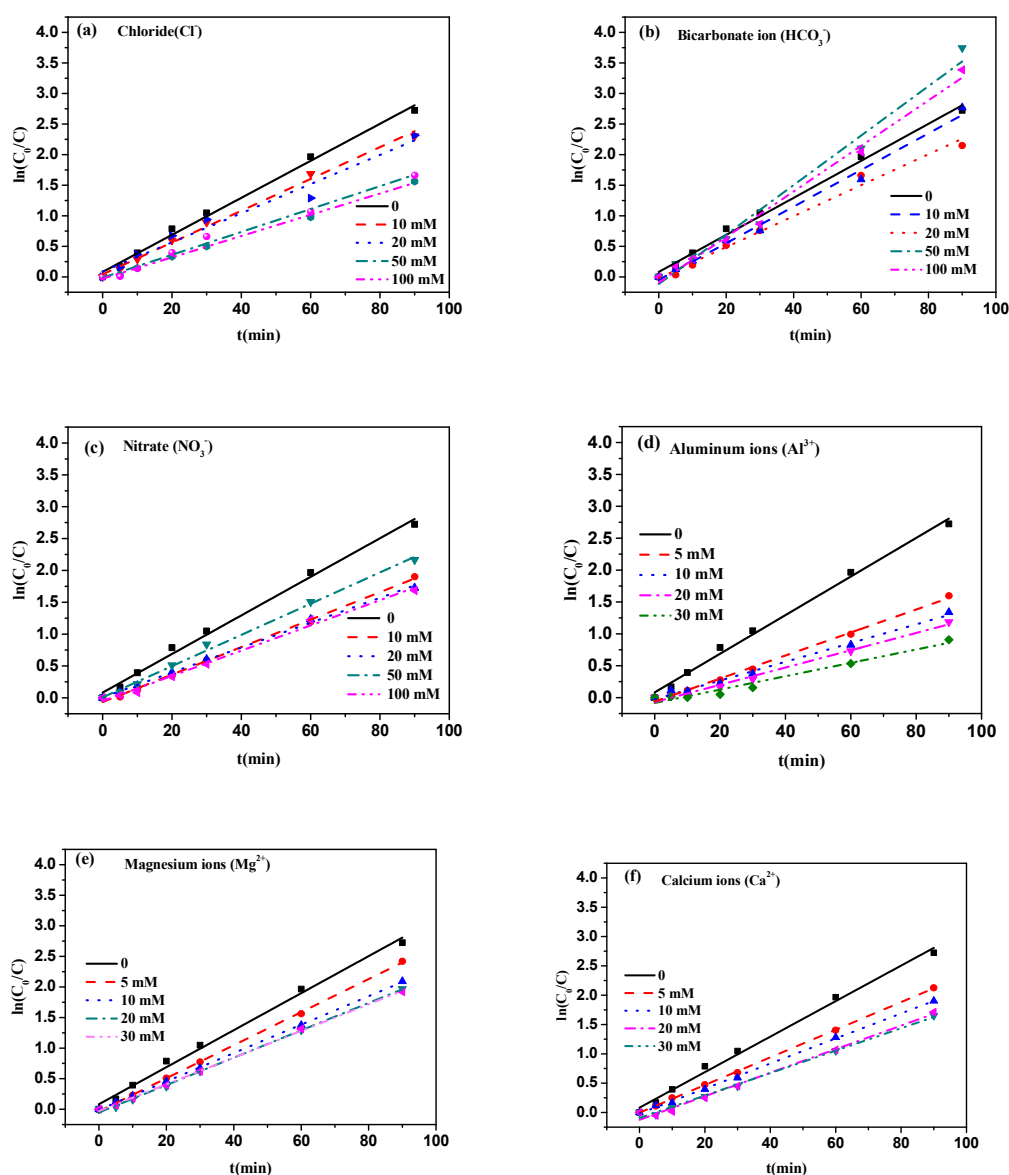 (a) Chloride(Cl⁻)
ln(C₀/C)
4.0
3.5
3.0
2.5
2.0
1.5
1.0
0.5
0.0
0
10 mM
20 mM
50 mM
100 mM
0 20 40 60 80 100
t(min)
(b) Bicarbonate ion (HCO₃⁻)
ln(C₀/C)
4.0
3.5
3.0
2.5
2.0
1.5
1.0
0.5
0.0
0
10 mM
20 mM
50 mM
100 mM
0 20 40 60 80 100
t(min)
(c) Nitrate (NO₃⁻)
ln(C₀/C)
4.0
3.5
3.0
2.5
2.0
1.5
1.0
0.5
0.0
0
10 mM
20 mM
50 mM
100 mM
0 20 40 60 80 100
t(min)
(d) Aluminum ions (Al³⁺)
ln(C₀/C)
4.0
3.5
3.0
2.5
2.0
1.5
1.0
0.5
0.0
0
5 mM
10 mM
20 mM
30 mM
0 20 40 60 80 100
t(min)
(e) Magnesium ions (Mg²⁺)
ln(C₀/C)
4.0
3.5
3.0
2.5
2.0
1.5
1.0
0.5
0.0
0
5 mM
10 mM
20 mM
30 mM
0 20 40 60 80 100
t(min)
(f) Calcium ions (Ca²⁺)
ln(C₀/C)
4.0
3.5
3.0
2.5
2.0
1.5
1.0
0.5
0.0
0
5 mM
10 mM
20 mM
30 mM
0 20 40 60 80 100
t(min)